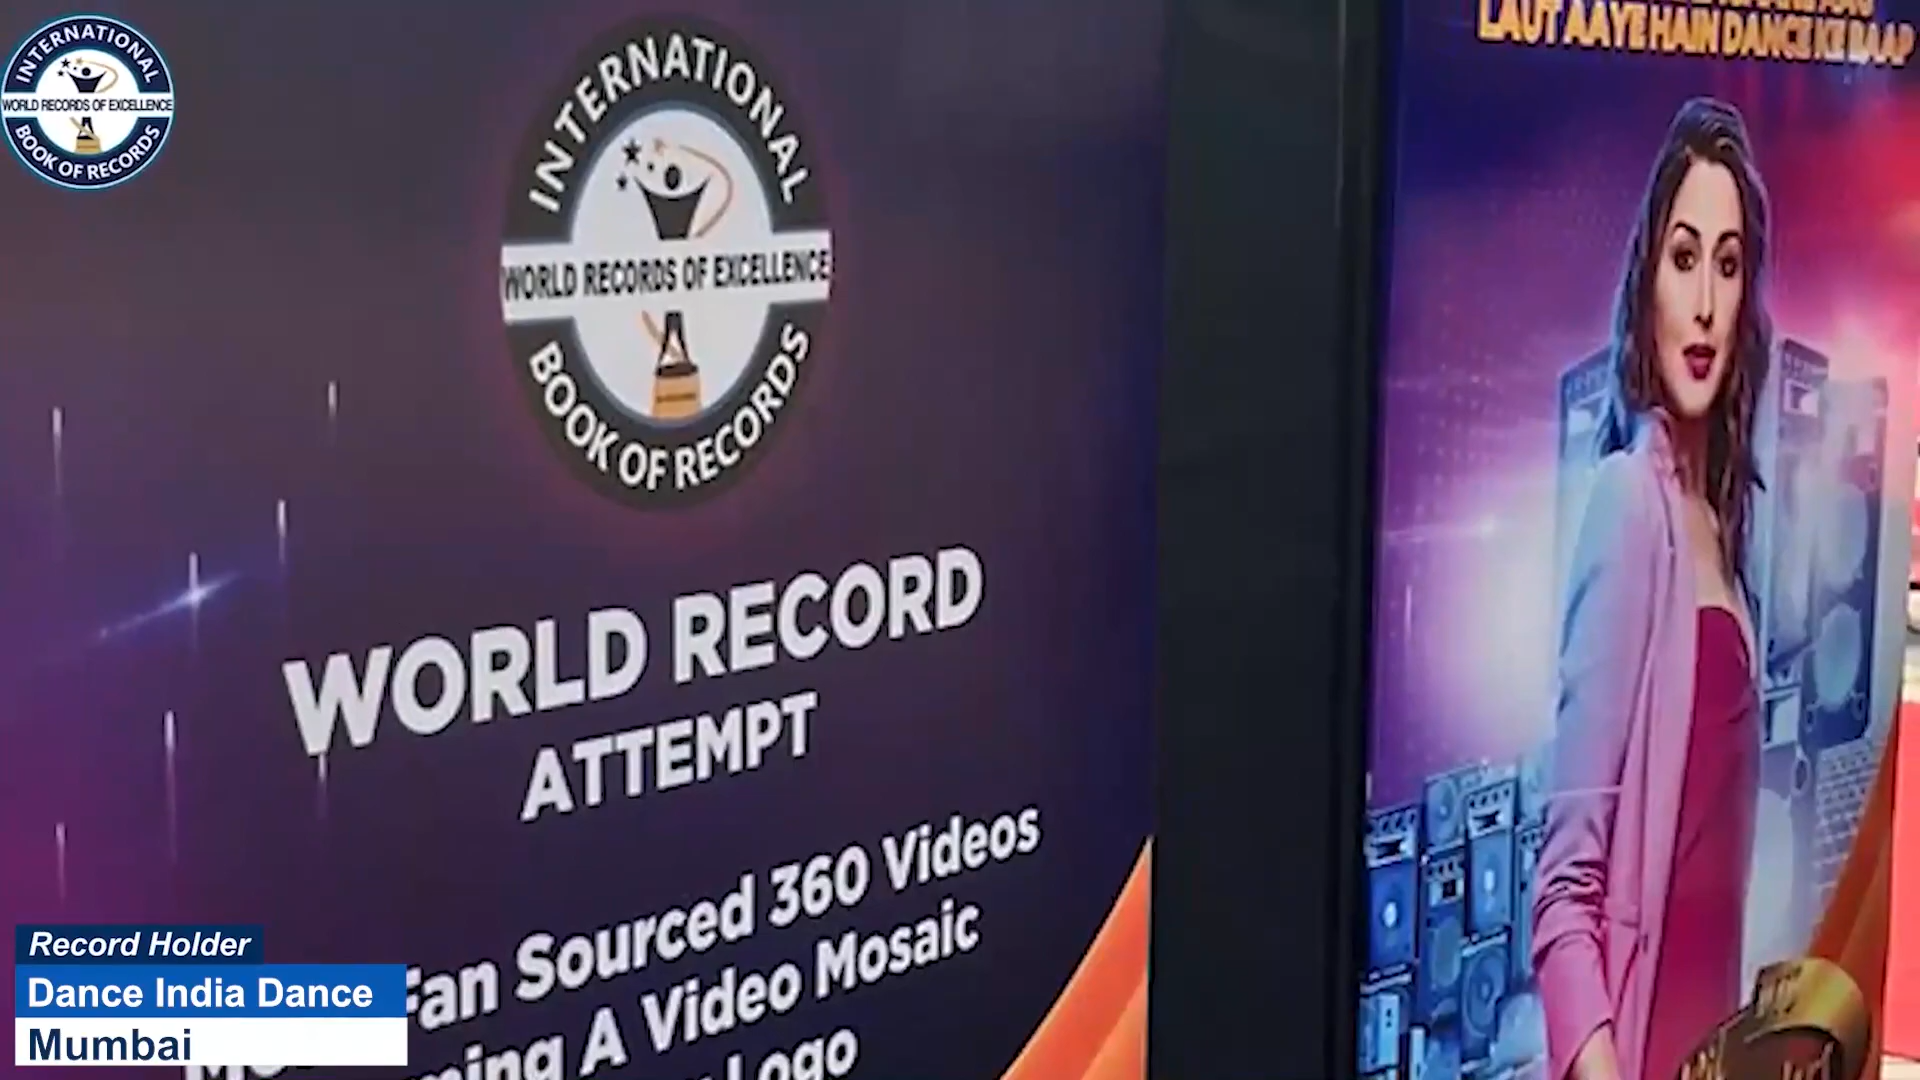 INTERNATIONAL
WORLD RECORDS OF EXCELLENCE
BOOK OF RECORDS
INTERNATIONAL
WORLD RECORDS OF EXCELLENCE
BOOK OF RECORDS
WORLD RECORD
ATTEMPT
Fan Sourced 360 Videos
A Video Mosaic
Logo
LAUT AAYE HAIN DANCE KE BAAP
Record Holder
Dance India Dance
Mumbai